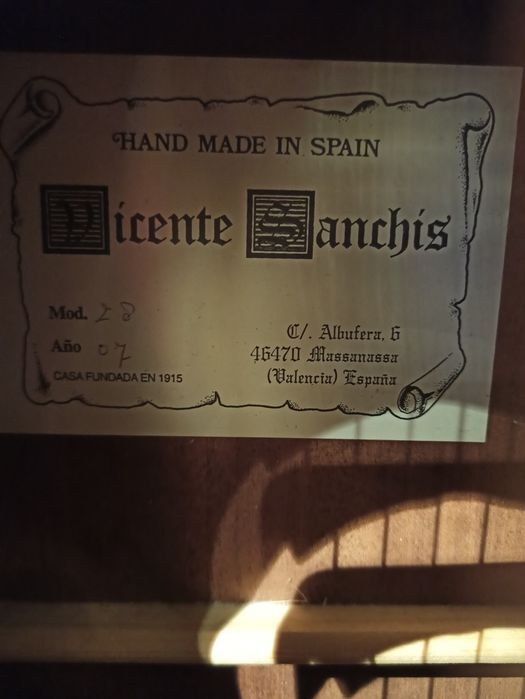 HAND MADE IN SPAIN
Vicente Sanchis
Mod. 28
Año 07
CASA FUNDADA EN 1915
C/. Albufera, 6
46470 Massanassa
(Valencia) España